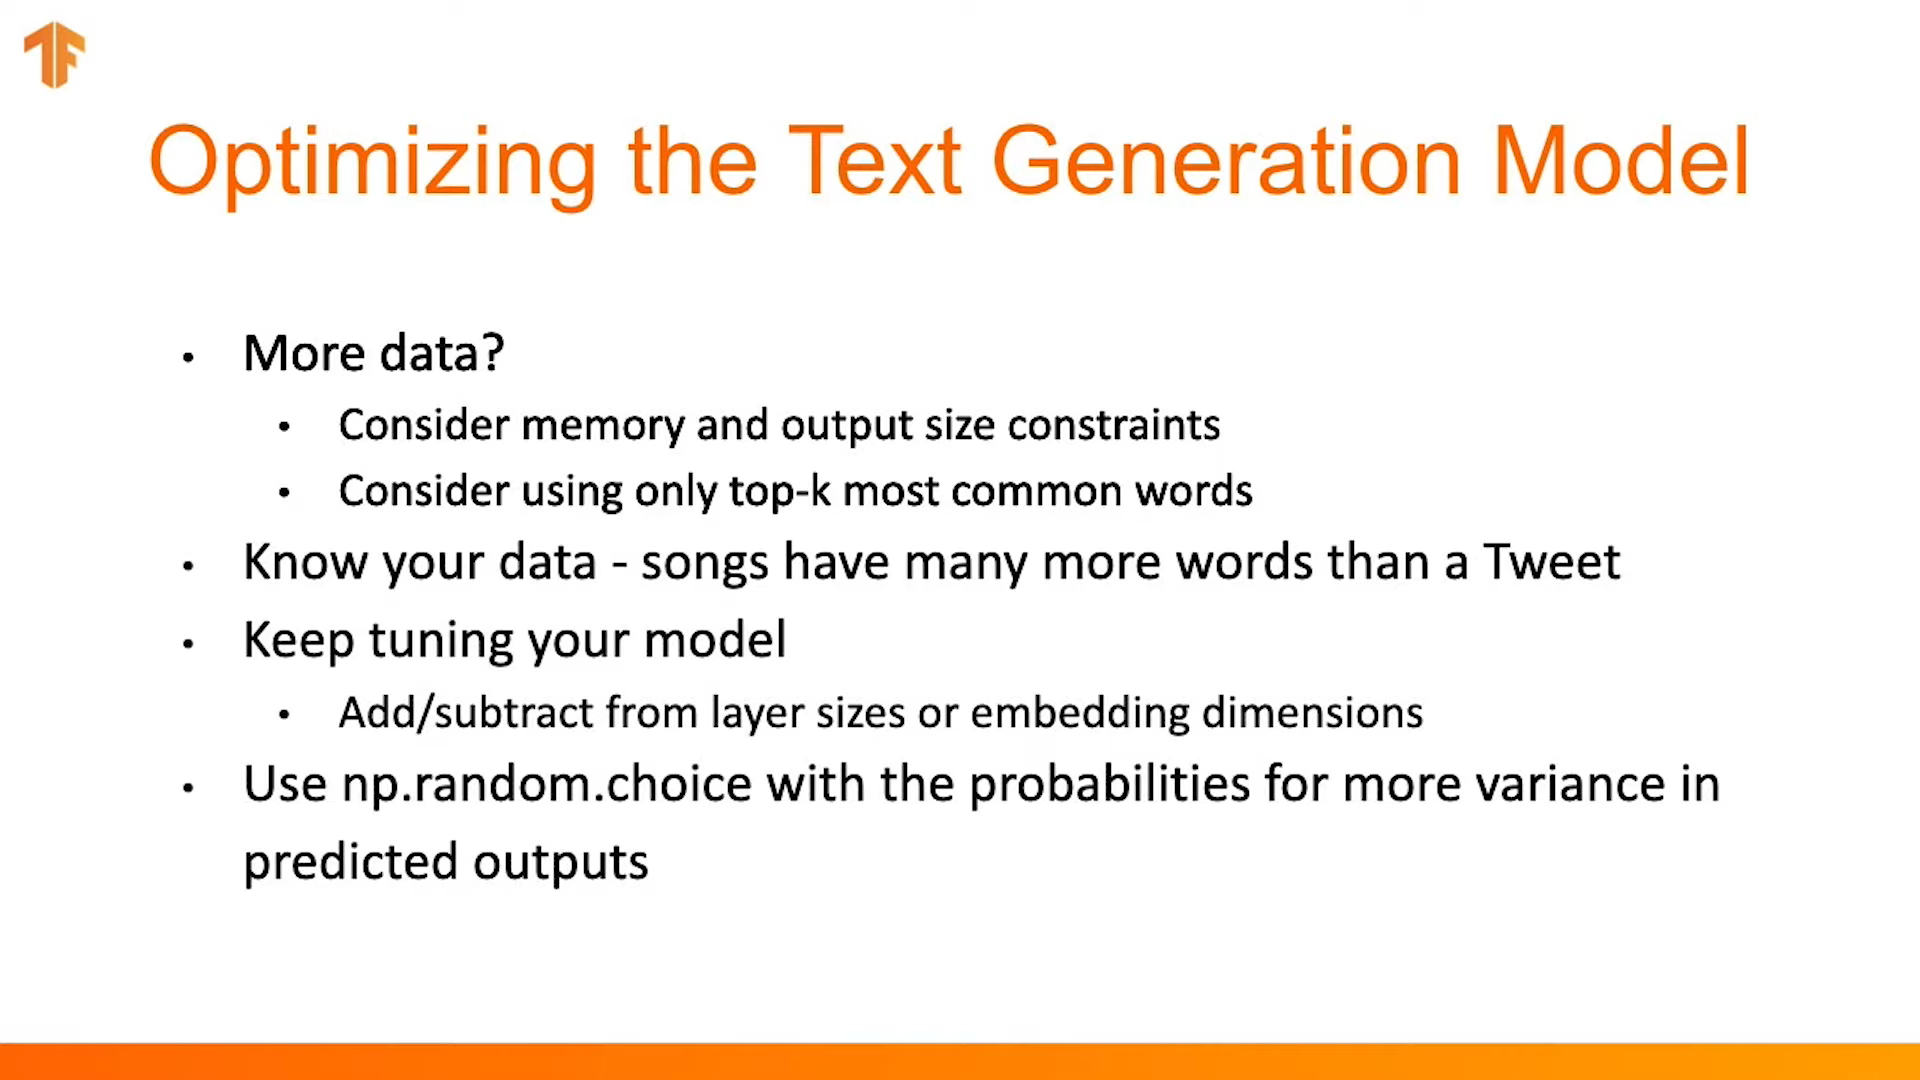 Optimizing the Text Generation Model
• More data?
• Consider memory and output size constraints
• Consider using only top-k most common words
• Know your data - songs have many more words than a Tweet
• Keep tuning your model
• Add/subtract from layer sizes or embedding dimensions
• Use np.random.choice with the probabilities for more variance in
predicted outputs